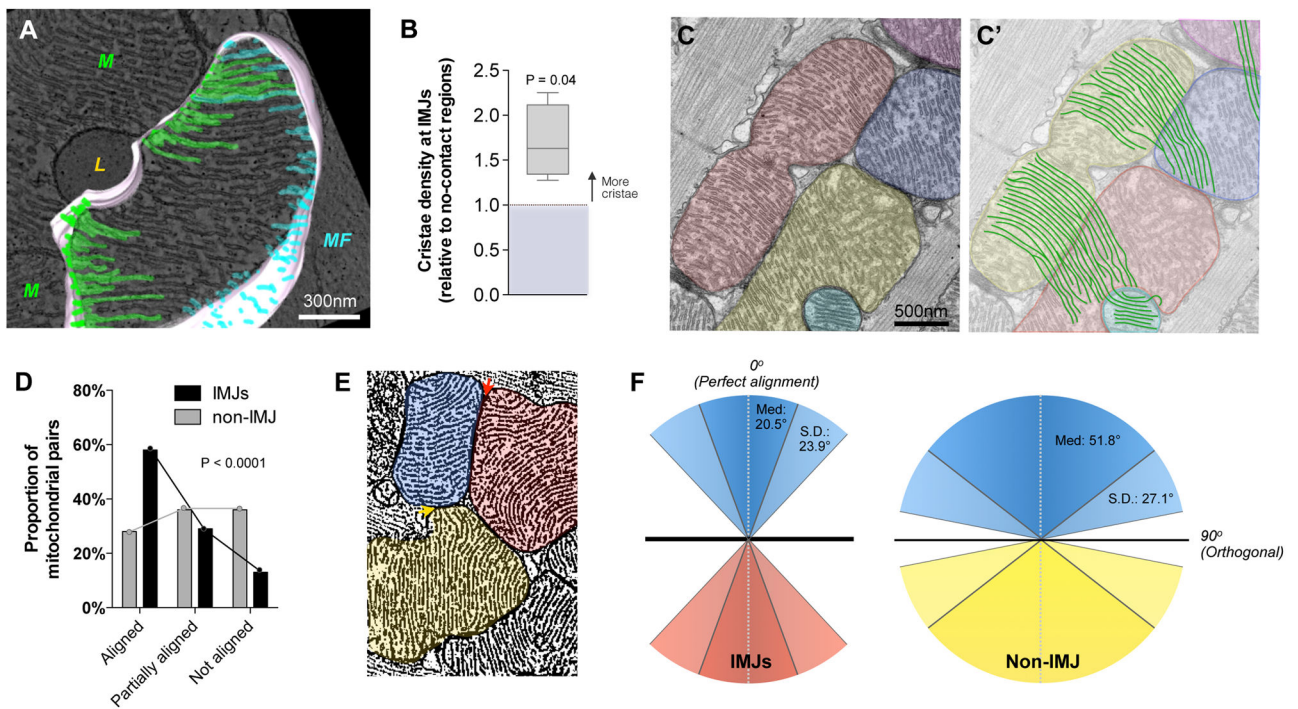 A
M
L
MF
M
300nm
B
Cristae density at IMJs
(relative to no-contact regions)
2.5
2.0
1.5
1.0
0.5
0.0
P = 0.04
More
cristae
C
500nm
C'
D
Proportion of
mitochondrial pairs
80%
60%
40%
20%
0%
IMJs
non-IMJ
P < 0.0001
Aligned
Partially aligned
Not aligned
E
F
0º
(Perfect alignment)
Med:
20.5°
S.D.:
23.9°
IMJs
Med: 51.8°
S.D.: 27.1°
90º
(Orthogonal)
Non-IMJ